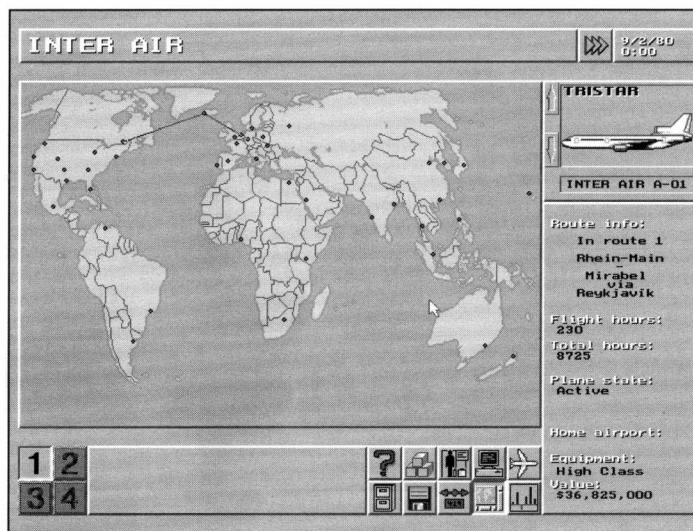 INTER AIR
9/2/80
0:00
TRISTAR
INTER AIR A-01
Route info:
In route 1
Rhein-Main
-
Mirabel
via
Reykjavik
Flight hours:
230
Total hours:
8725
Plane state:
Active
Home airport:
Equipment:
High Class
Value:
$36,825,000
1 2
3 4
?